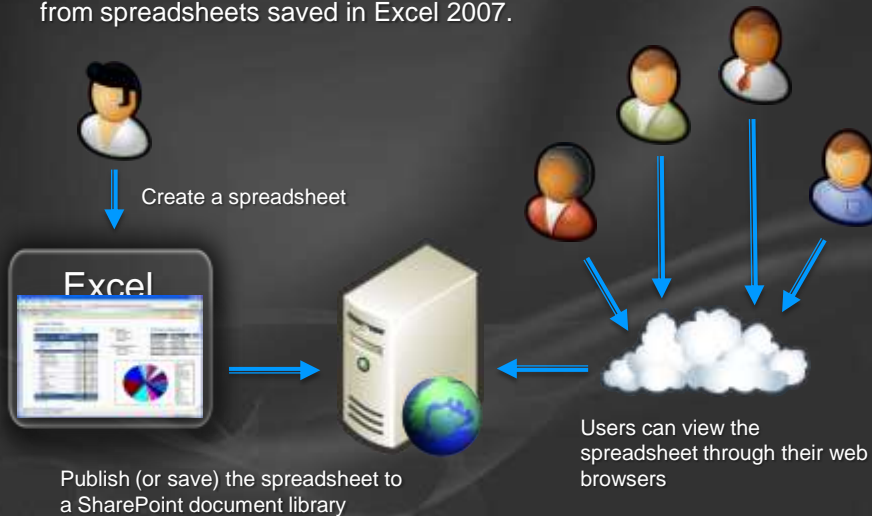 from spreadsheets saved in Excel 2007.
Create a spreadsheet
Excel
Users can view the
spreadsheet through their web
browsers
Publish (or save) the spreadsheet to
a SharePoint document library